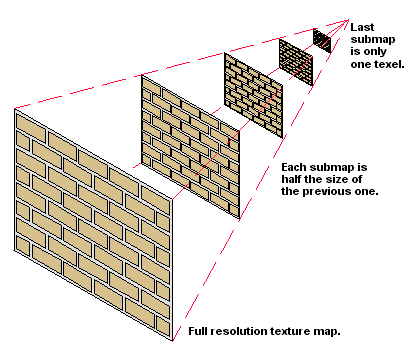 Last
submap
is only
one texel.
Each submap is
half the size of
the previous one.
Full resolution texture map.